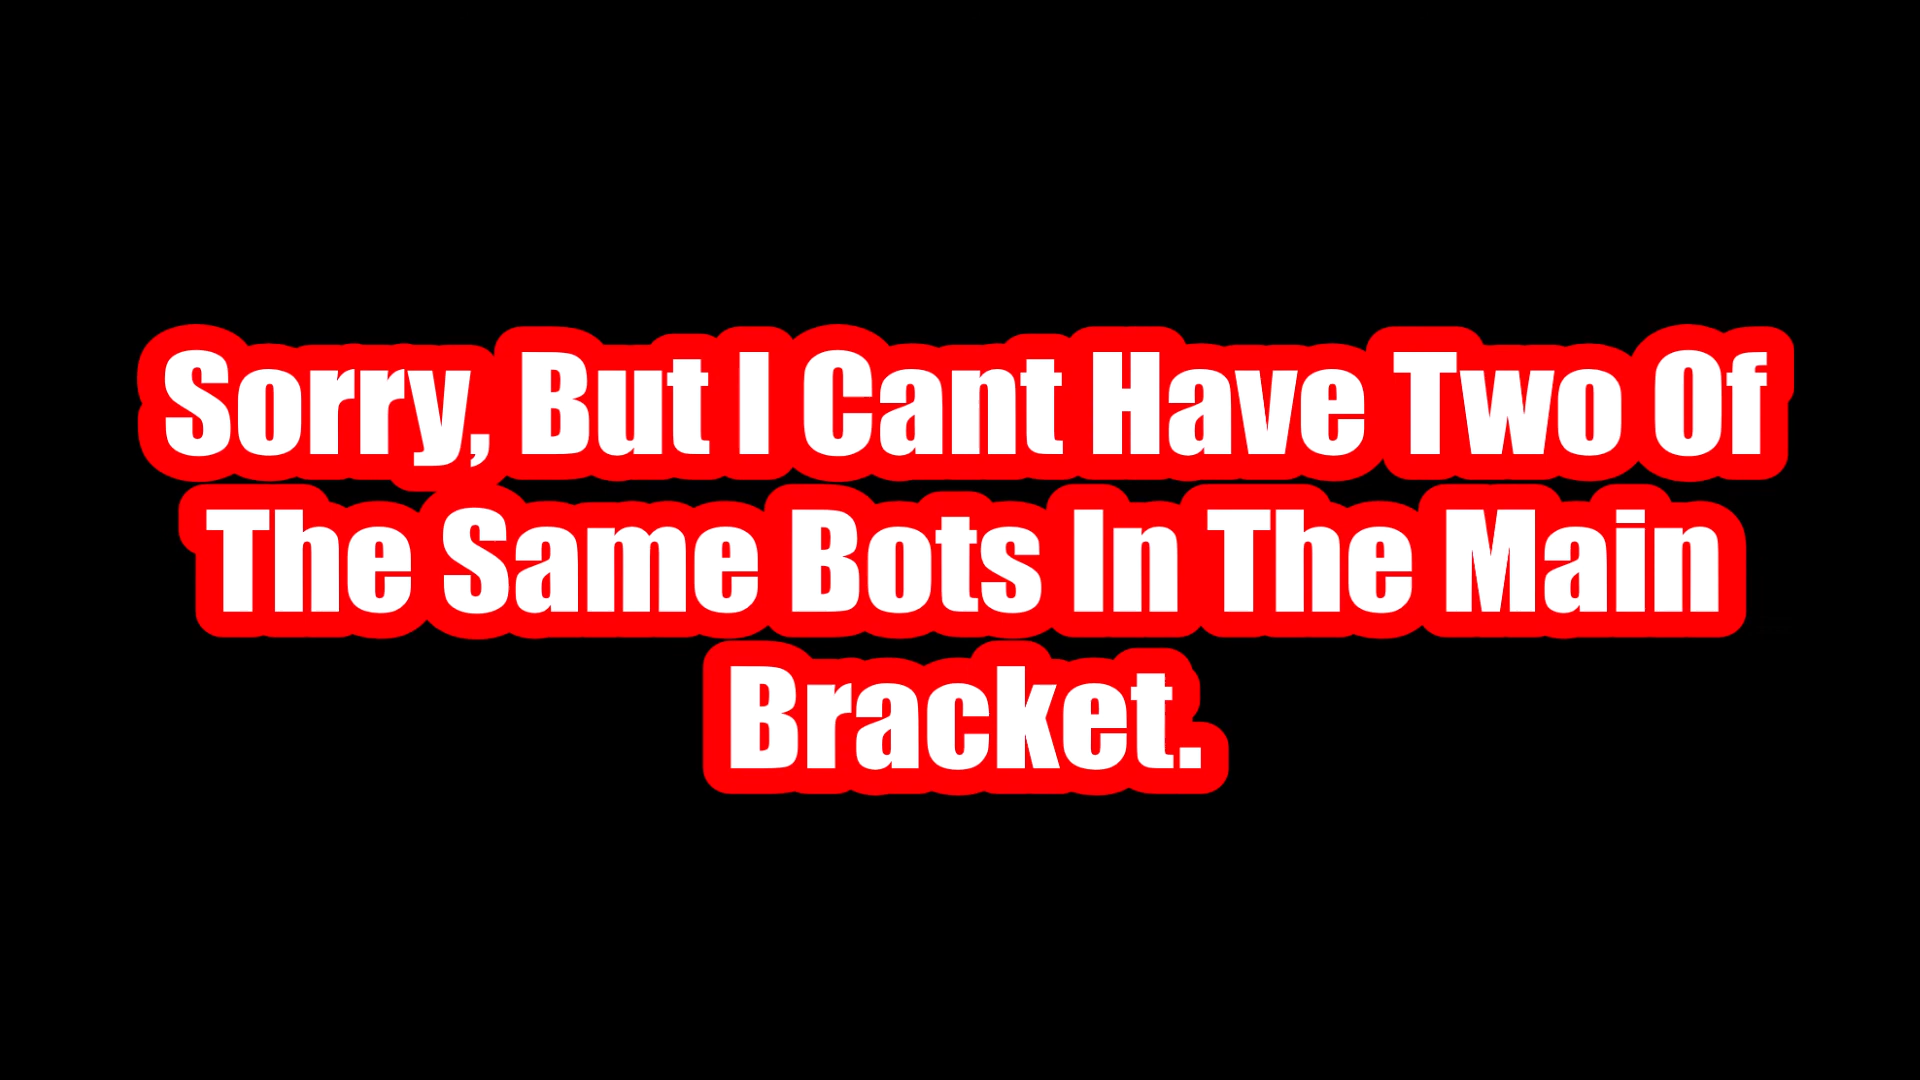 Sorry, But I Cant Have Two Of
The Same Bots In The Main
Bracket.